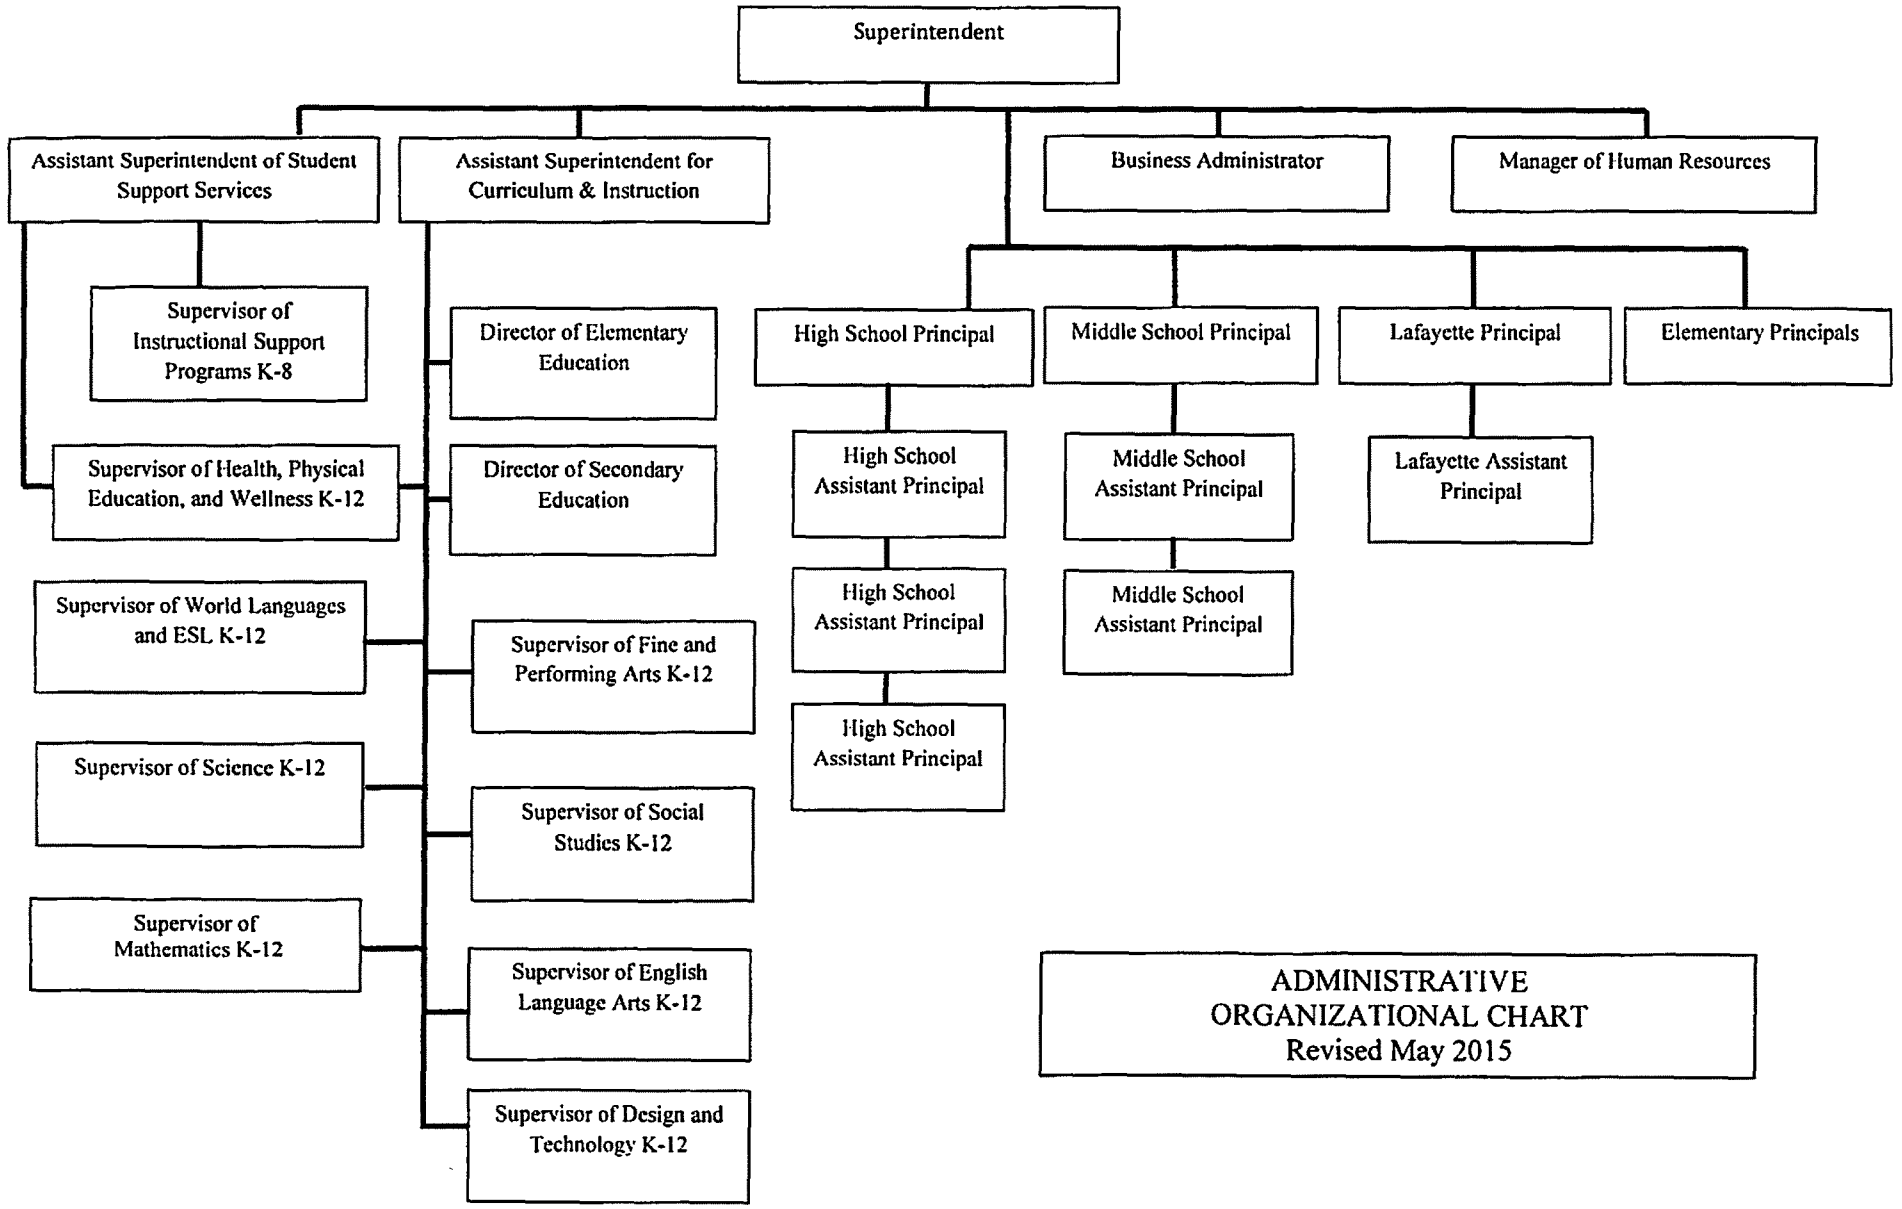 Superintendent
Assistant Superintendent of Student
Support Services
Assistant Superintendent for
Curriculum & Instruction
Business Administrator
Manager of Human Resources
Supervisor of
Instructional Support
Programs K-8
Director of Elementary
Education
High School Principal
Middle School Principal
Lafayette Principal
Elementary Principals
Supervisor of Health, Physical
Education, and Wellness K-12
Director of Secondary
Education
High School
Assistant Principal
Middle School
Assistant Principal
Lafayette Assistant
Principal
Supervisor of World Languages
and ESL K-12
Supervisor of Fine and
Performing Arts K-12
High School
Assistant Principal
Middle School
Assistant Principal
Supervisor of Science K-12
Supervisor of Social
Studies K-12
High School
Assistant Principal
Supervisor of
Mathematics K-12
Supervisor of English
Language Arts K-12
Supervisor of Design and
Technology K-12
ADMINISTRATIVE
ORGANIZATIONAL CHART
Revised May 2015